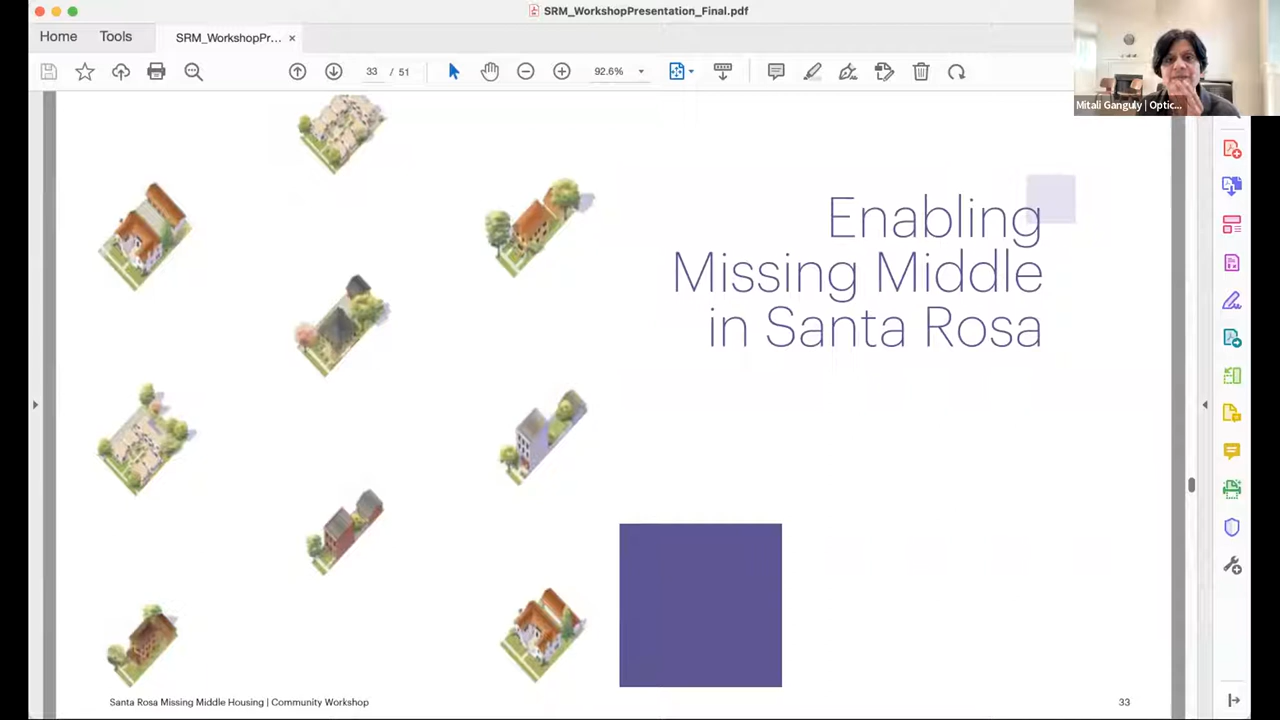 SRM_WorkshopPresentation_Final.pdf
Home
Tools
SRM_WorkshopPr...
33 / 51
92.6%
Mitali Ganguly | Optic...
Enabling
Missing Middle
in Santa Rosa
Santa Rosa Missing Middle Housing | Community Workshop
33